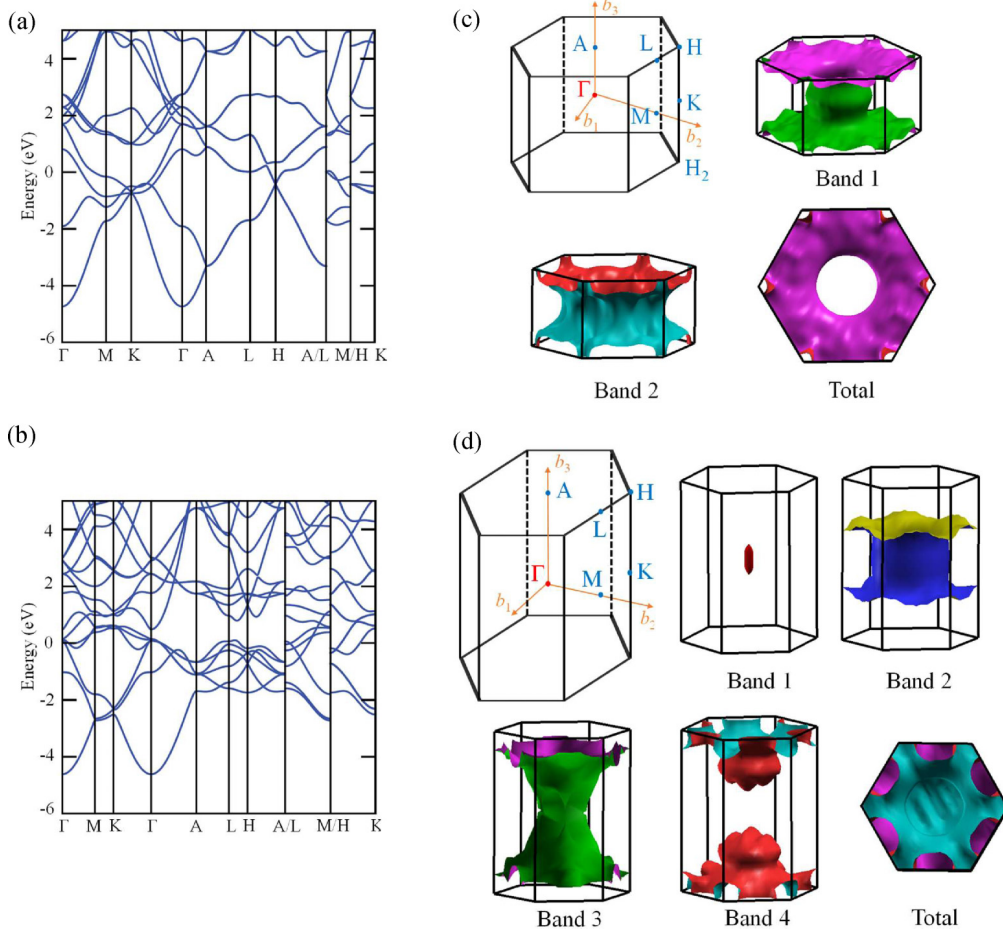 (a)
Energy (eV)
4
2
0
-2
-4
-6
Γ M K Γ A L H A/L M/H K
(c)
b3
A
L
H
Γ
K
b1
M
b2
H2
Band 1
Band 2
Total
(b)
Energy (eV)
4
2
0
-2
-4
-6
Γ M K Γ A L H A/L M/H K
(d)
b3
A
H
L
Γ
M
K
b1
b2
Band 1
Band 2
Band 3
Band 4
Total